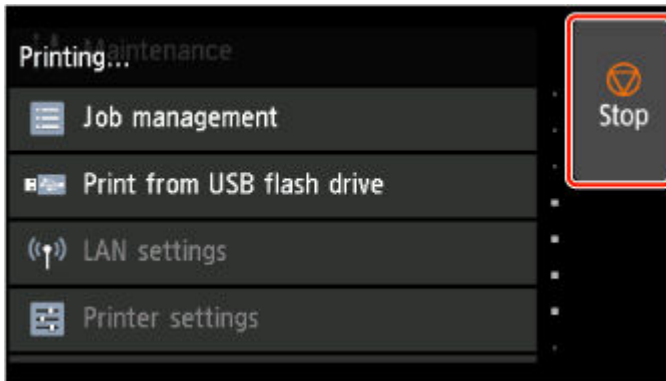 Maintenance
Printing...
Stop
Job management
Print from USB flash drive
LAN settings
Printer settings